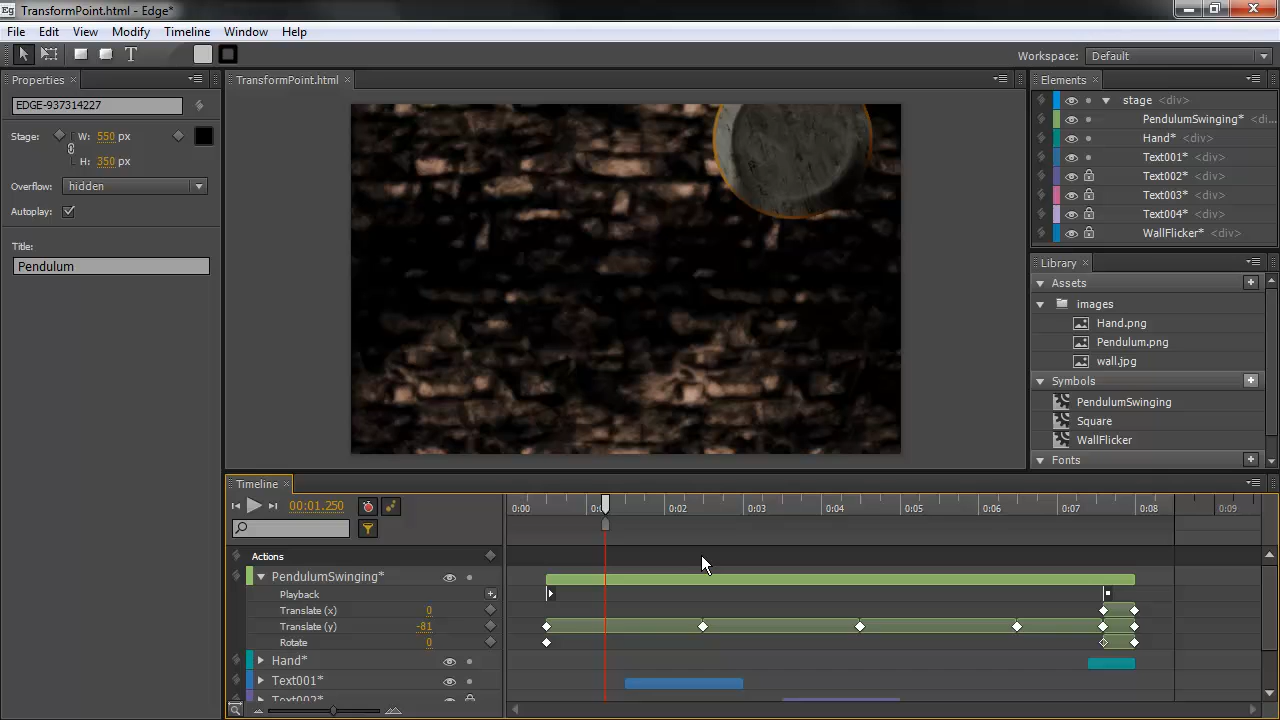 Eg TransformPoint.html - Edge*
File Edit View Modify Timeline Window Help
T Workspace: Default
Properties TransformPoint.html Elements
EDGE-937314227
Stage: W: 550 px
H: 350 px
Overflow: hidden
Autoplay:
Title:
Pendulum
stage <div>
PendulumSwinging* <di...
Hand* <div>
Text001* <div>
Text002* <div>
Text003* <div>
Text004* <div>
WallFlicker* <div>
Library
Assets
images
Hand.png
Pendulum.png
wall.jpg
Symbols
PendulumSwinging
Square
WallFlicker
Fonts
Timeline
00:01.250 0:00 0:02 0:03 0:04 0:05 0:06 0:07 0:08 0:09
Actions
PendulumSwinging*
Playback
Translate (x) 0
Translate (y) -81
Rotate 0
Hand*
Text001*
Text002*